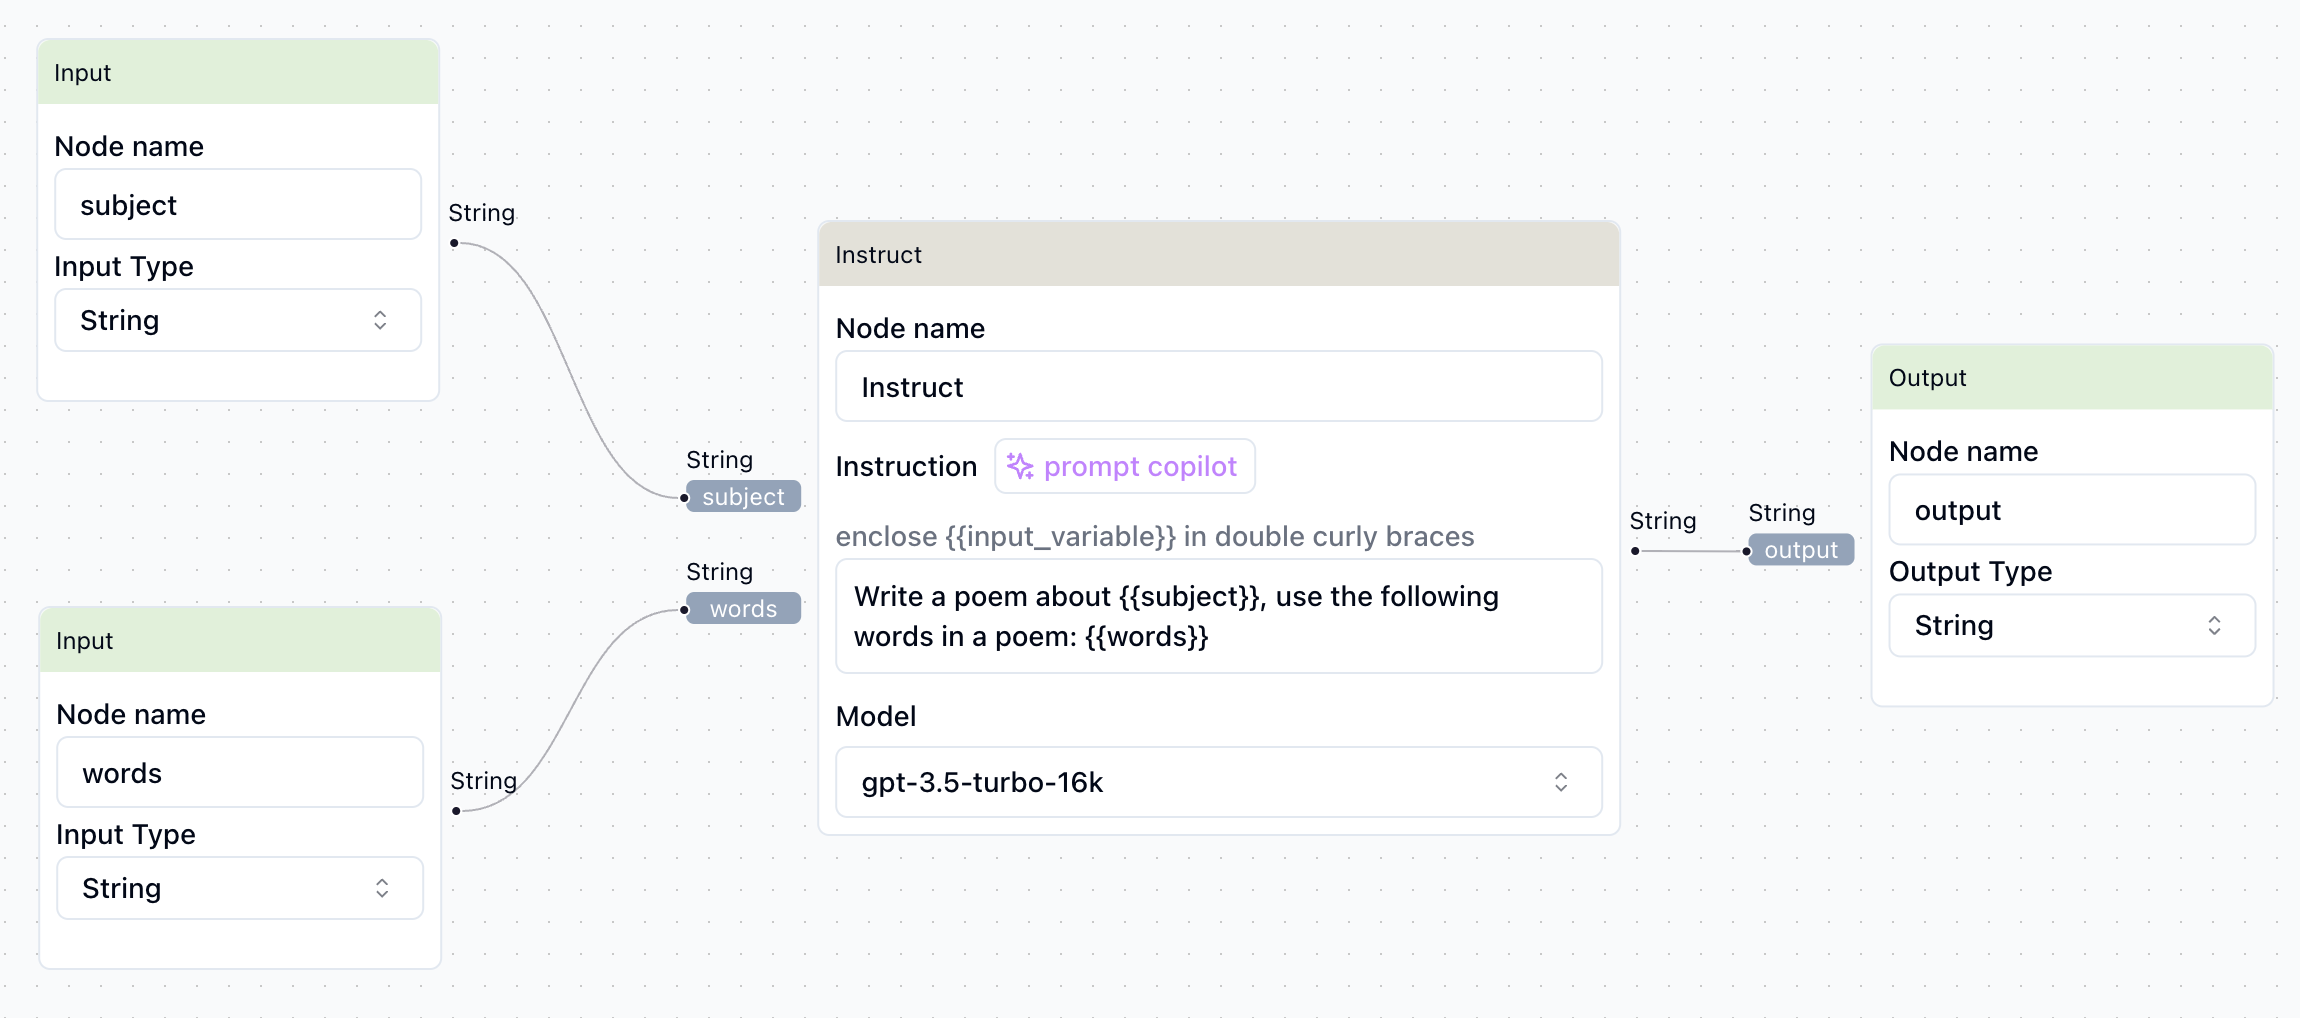 Input
Node name
subject
Input Type
String
String
Input
Node name
words
Input Type
String
String
String
subject
String
words
Instruct
Node name
Instruct
Instruction
prompt copilot
enclose {{input_variable}} in double curly braces
Write a poem about {{subject}}, use the following
words in a poem: {{words}}
Model
gpt-3.5-turbo-16k
String
String
output
Output
Node name
output
Output Type
String